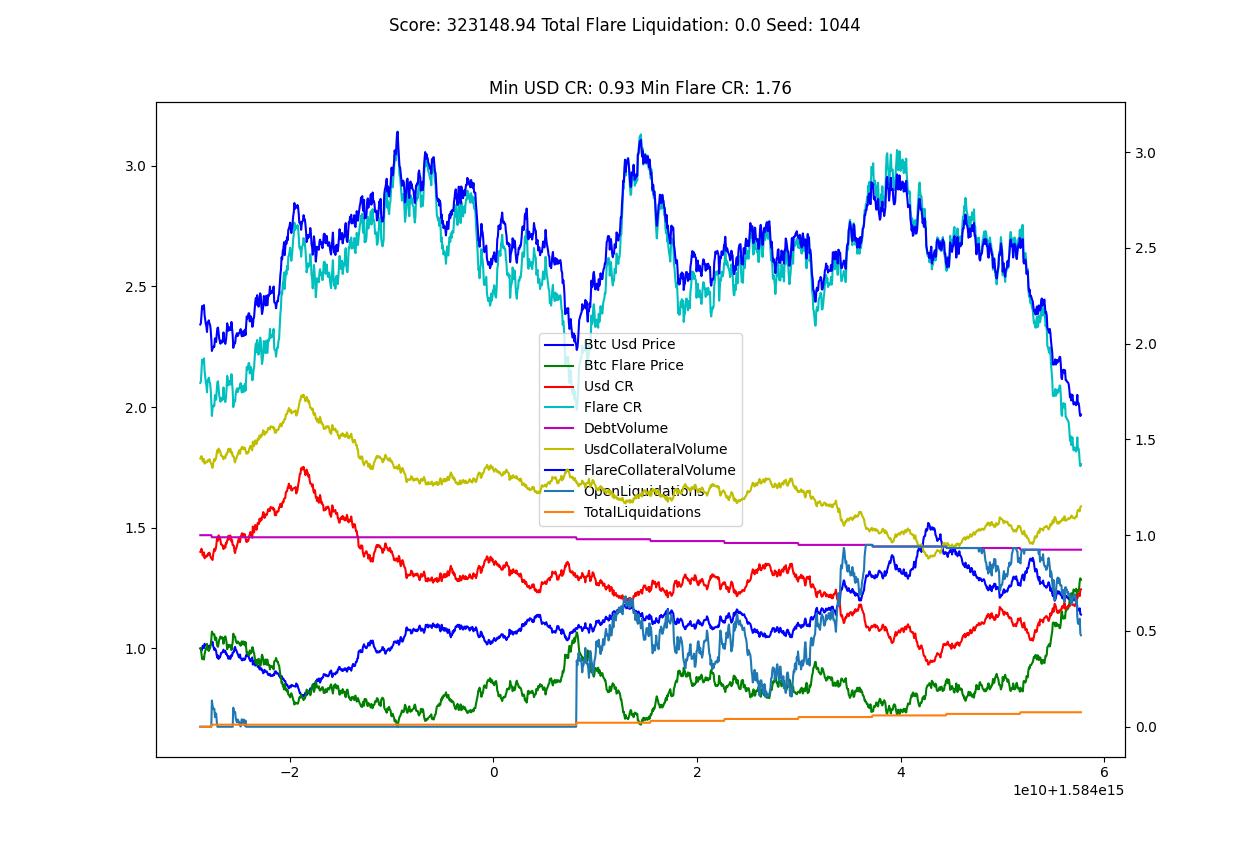 Score: 323148.94 Total Flare Liquidation: 0.0 Seed: 1044
Min USD CR: 0.93 Min Flare CR: 1.76
3.0
2.5
2.0
1.5
1.0
3.0
2.5
2.0
1.5
1.0
0.5
0.0
Btc Usd Price
Btc Flare Price
Usd CR
Flare CR
DebtVolume
UsdCollateralVolume
FlareCollateralVolume
OpenLiquidations
TotalLiquidations
−2 0 2 4 6
1e10+1.584e15